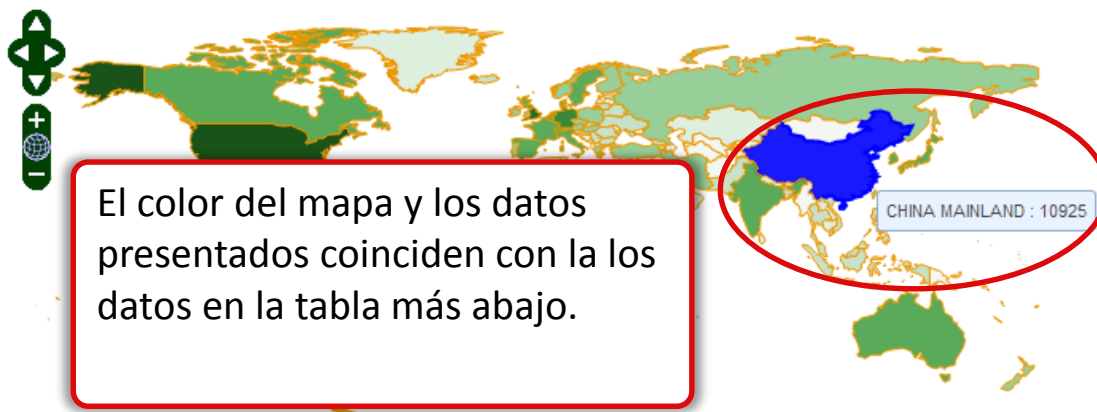 El color del mapa y los datos
presentados coinciden con la los
datos en la tabla más abajo.
CHINA MAINLAND : 10925